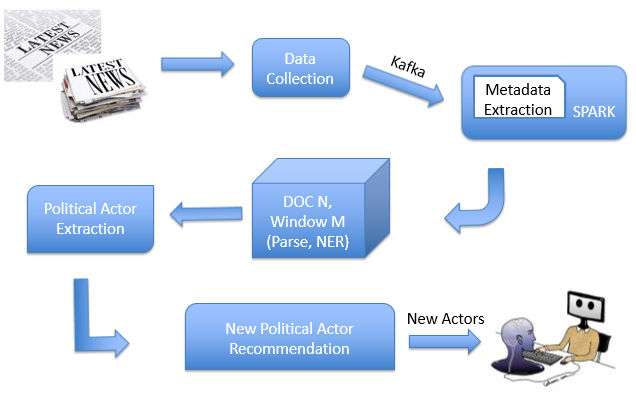 LATEST
NEWS
LATEST
NEWS
Data
Collection
Kafka
Metadata
Extraction
SPARK
DOC N,
Window M
(Parse, NER)
Political Actor
Extraction
New Political Actor
Recommendation
New Actors